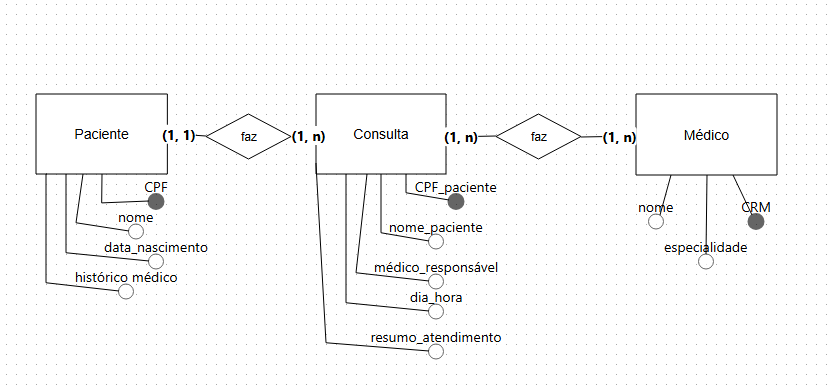 Paciente
(1, 1)
faz
(1, n)
Consulta
(1, n)
faz
(1, n)
Médico
CPF
nome
data_nascimento
histórico médico
CPF_paciente
nome_paciente
médico_responsável
dia_hora
resumo_atendimento
nome
CRM
especialidade